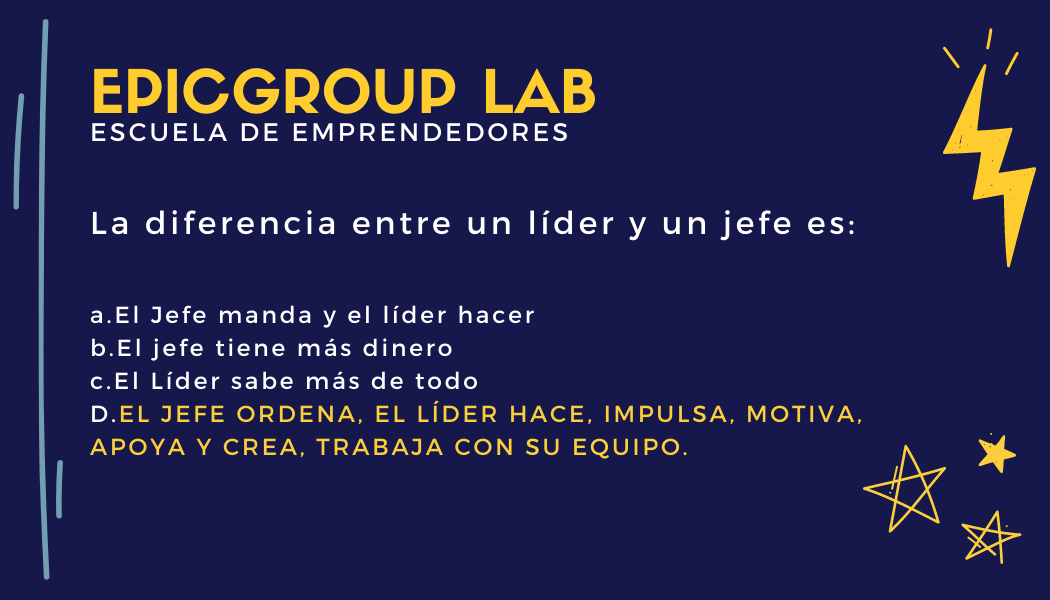 EPICGROUP LAB
ESCUELA DE EMPRENDEDORES
La diferencia entre un líder y un jefe es:
a.El Jefe manda y el líder hacer
b.El jefe tiene más dinero
c.El Líder sabe más de todo
D.EL JEFE ORDENA, EL LÍDER HACE, IMPULSA, MOTIVA,
APOYA Y CREA, TRABAJA CON SU EQUIPO.